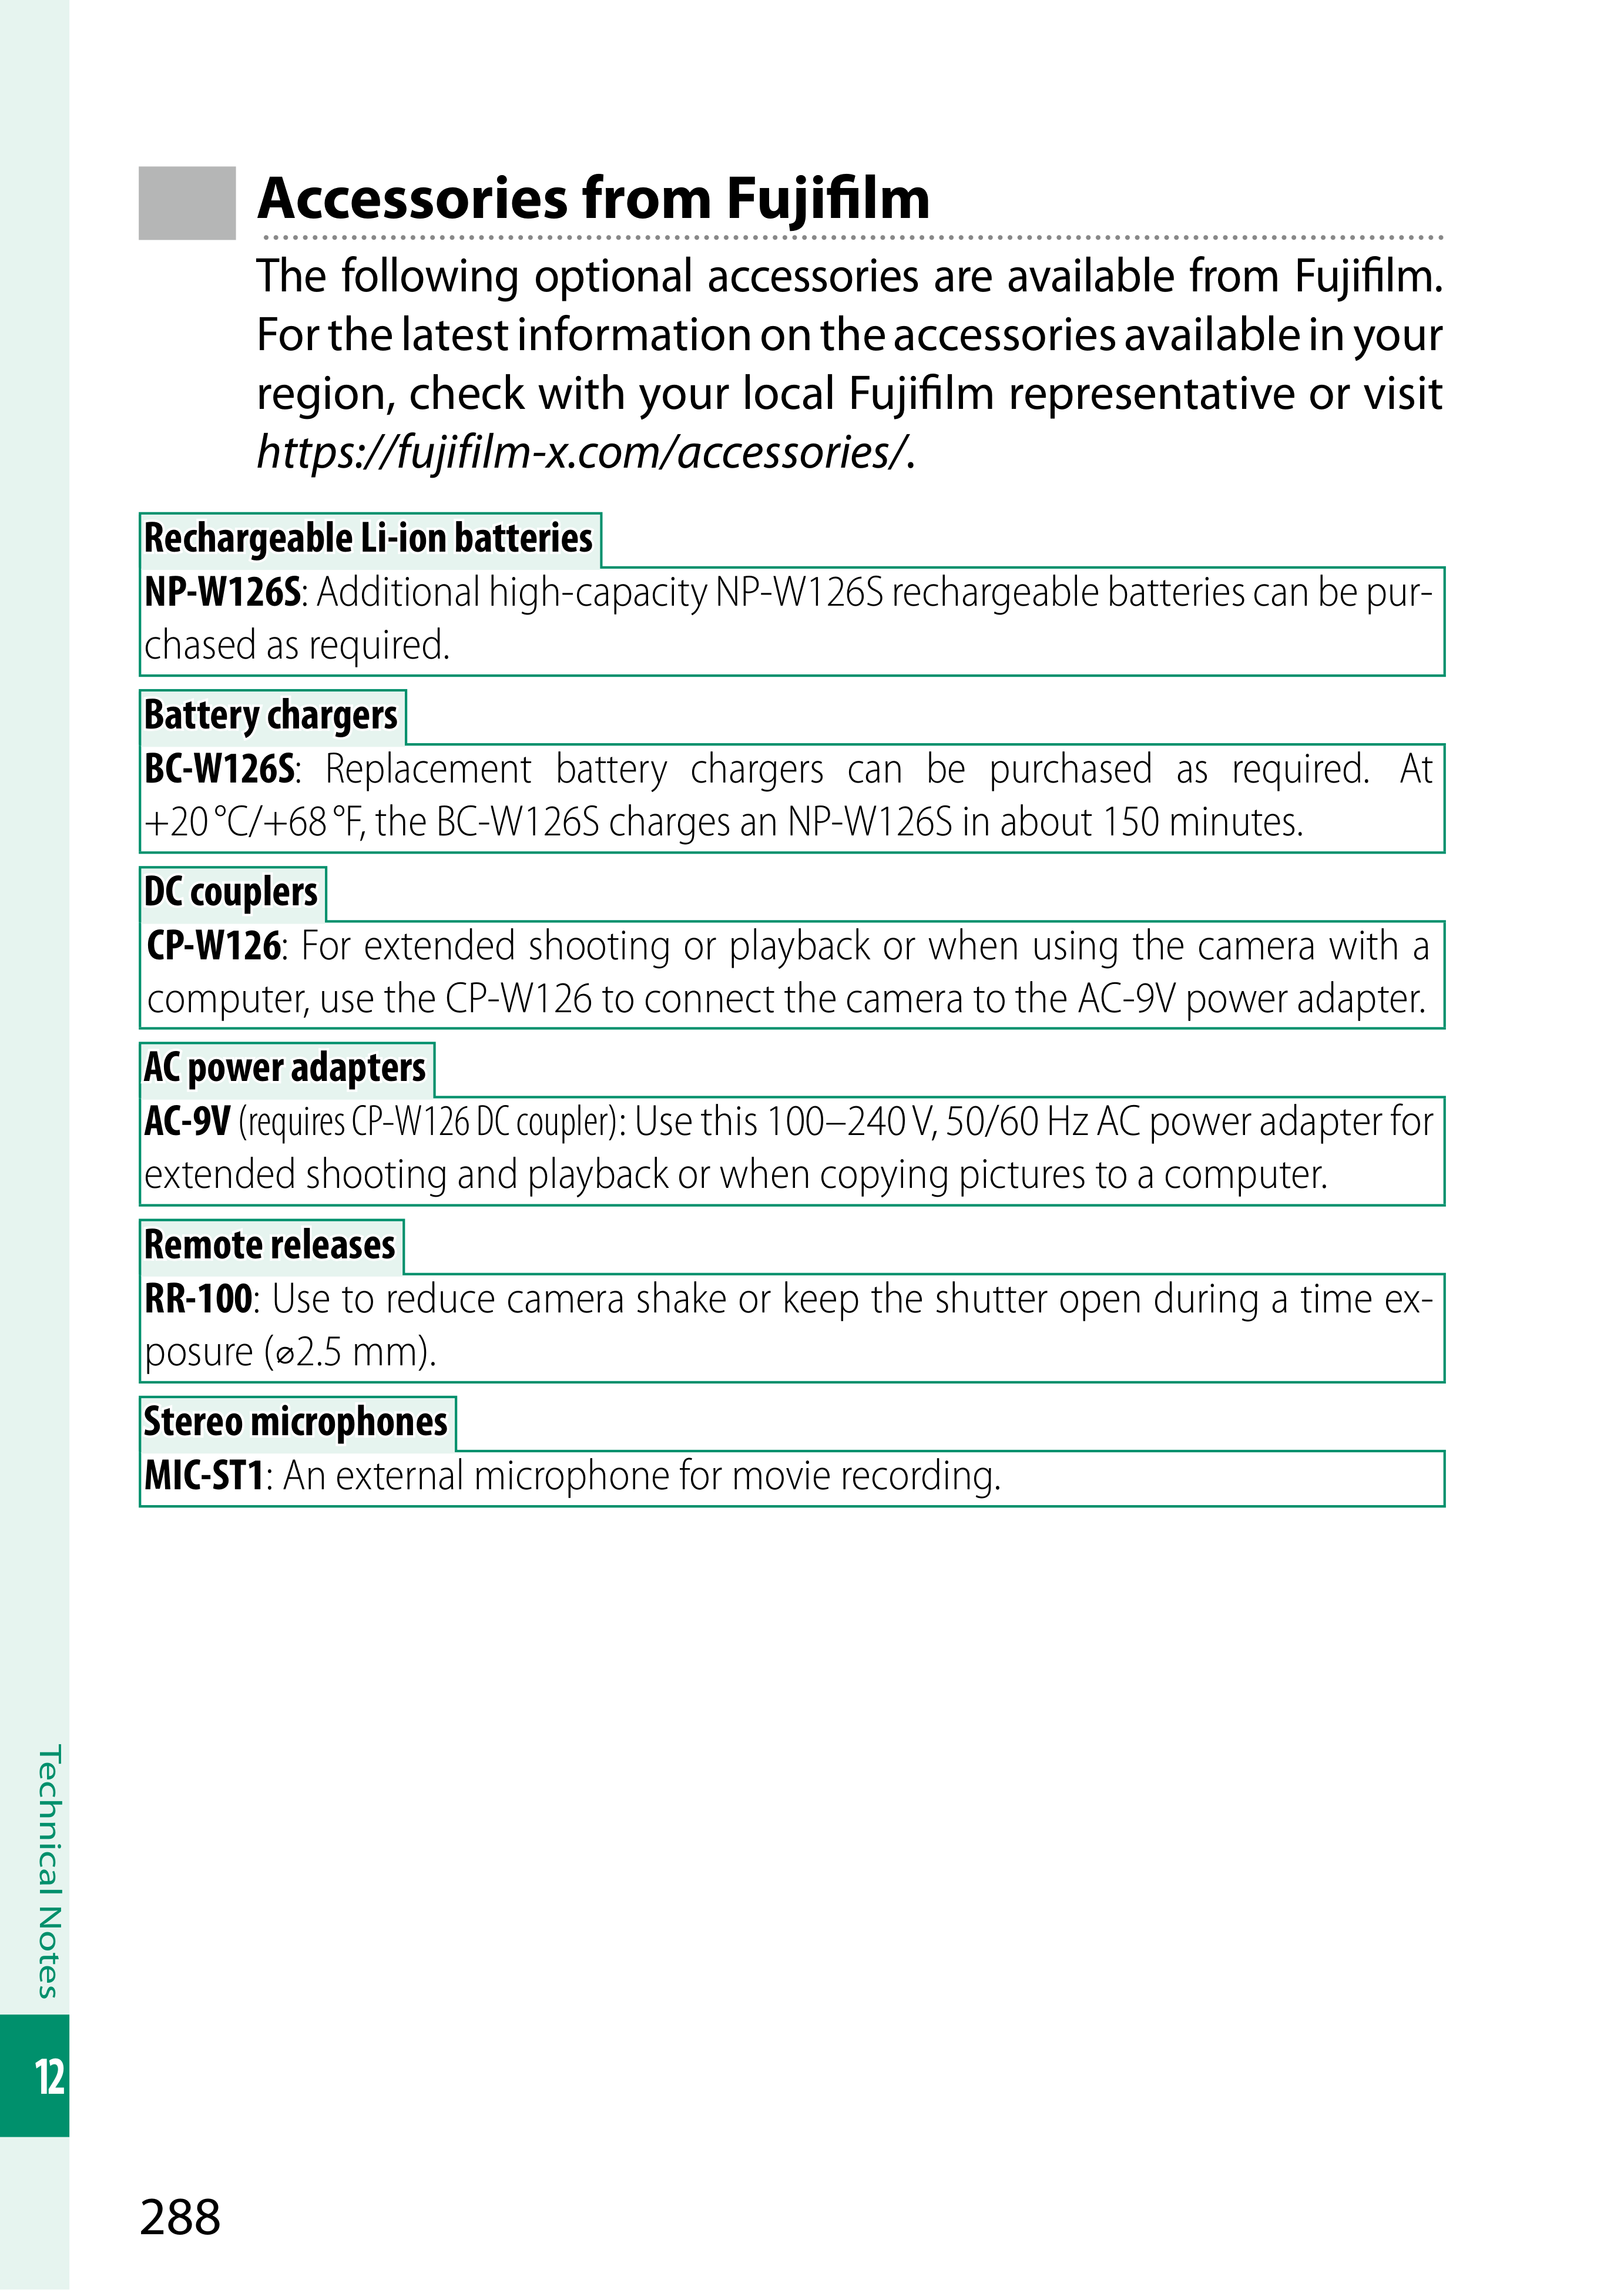 Accessories from Fujifilm
The following optional accessories are available from Fujifilm.
For the latest information on the accessories available in your
region, check with your local Fujifilm representative or visit
https://fujifilm-x.com/accessories/.
Rechargeable Li-ion batteries
NP-W126S: Additional high-capacity NP-W126S rechargeable batteries can be pur-
chased as required.
Battery chargers
BC-W126S: Replacement battery chargers can be purchased as required. At
+20 °C/+68 °F, the BC-W126S charges an NP-W126S in about 150 minutes.
DC couplers
CP-W126: For extended shooting or playback or when using the camera with a
computer, use the CP-W126 to connect the camera to the AC-9V power adapter.
AC power adapters
AC-9V (requires CP-W126 DC coupler): Use this 100–240 V, 50/60 Hz AC power adapter for
extended shooting and playback or when copying pictures to a computer.
Remote releases
RR-100: Use to reduce camera shake or keep the shutter open during a time ex-
posure (⌀2.5 mm).
Stereo microphones
MIC-ST1: An external microphone for movie recording.
Technical Notes
12
288